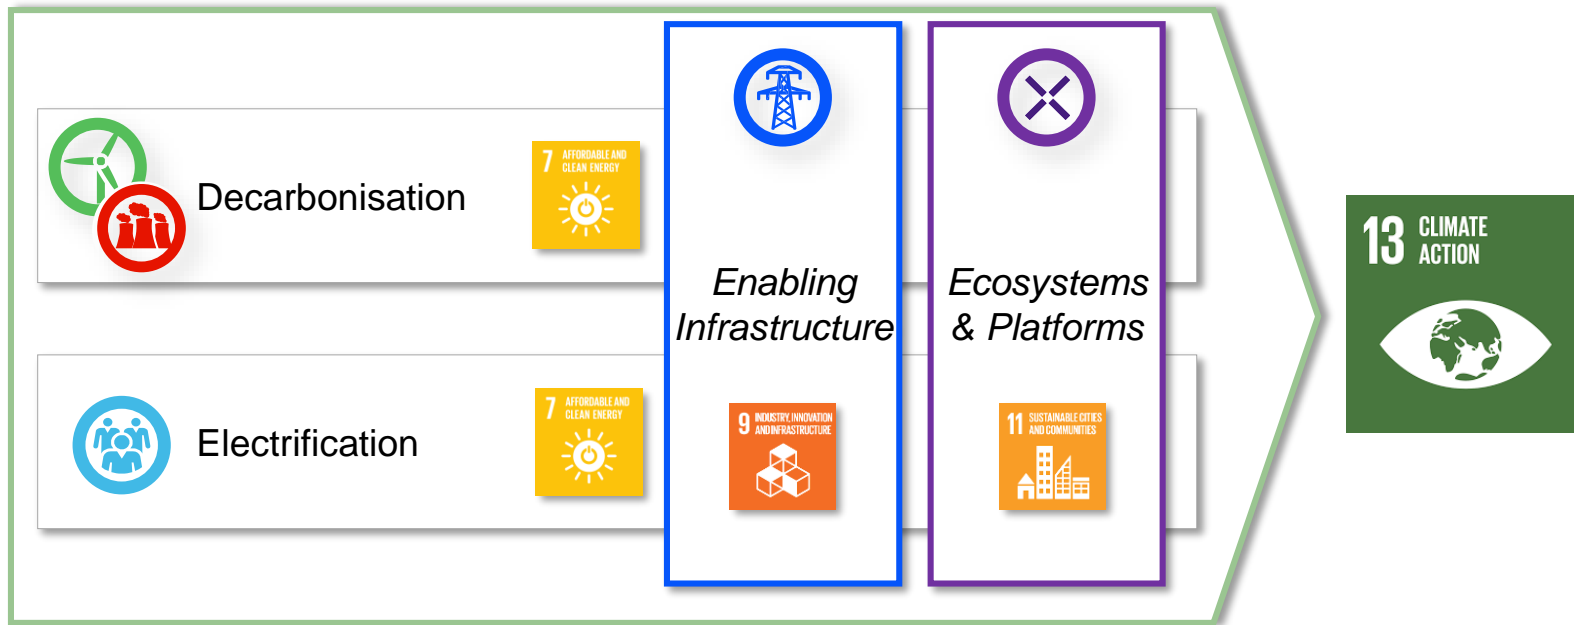 Decarbonisation
7 AFFORDABLE AND
CLEAN ENERGY
Electrification
7 AFFORDABLE AND
CLEAN ENERGY
Enabling
Infrastructure
9 INDUSTRY, INNOVATION
AND INFRASTRUCTURE
Ecosystems
& Platforms
11 SUSTAINABLE CITIES
AND COMMUNITIES
13 CLIMATE
ACTION